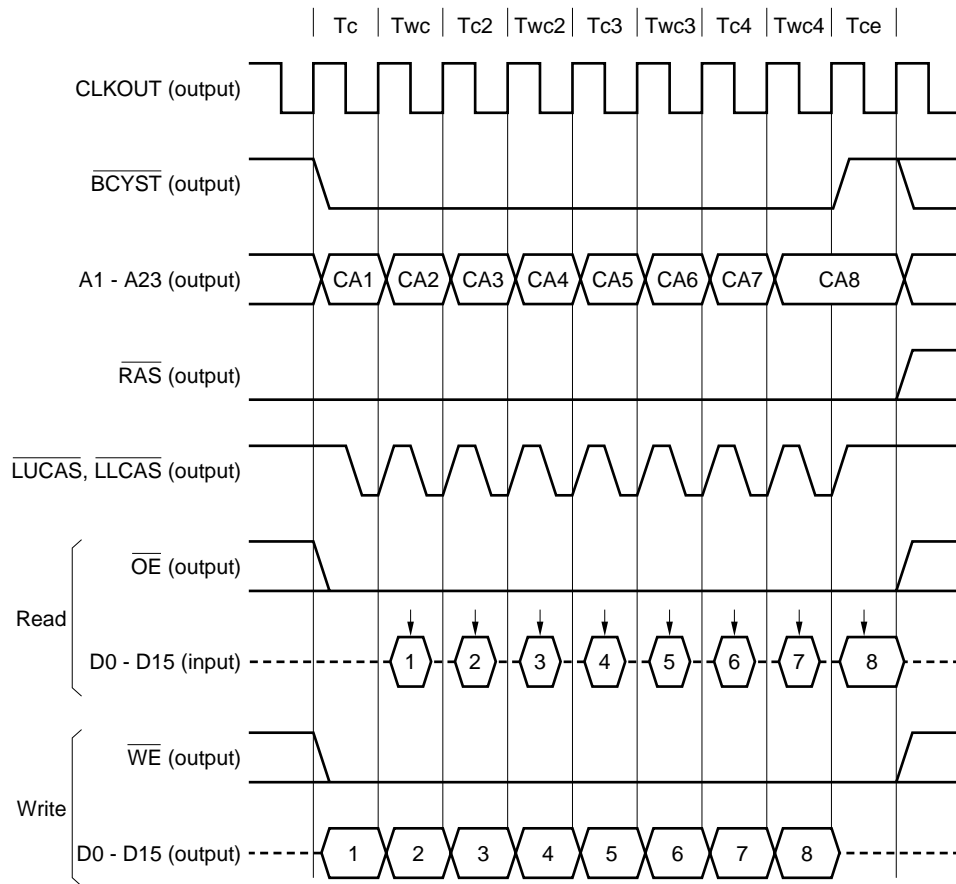 Tc Twc Tc2 Twc2 Tc3 Twc3 Tc4 Twc4 Tce
CLKOUT (output)
BCYST (output)
A1 - A23 (output) CA1 CA2 CA3 CA4 CA5 CA6 CA7 CA8
RAS (output)
LUCAS, LLCAS (output)
OE (output)
Read
D0 - D15 (input) 1 2 3 4 5 6 7 8
WE (output)
Write
D0 - D15 (output) 1 2 3 4 5 6 7 8